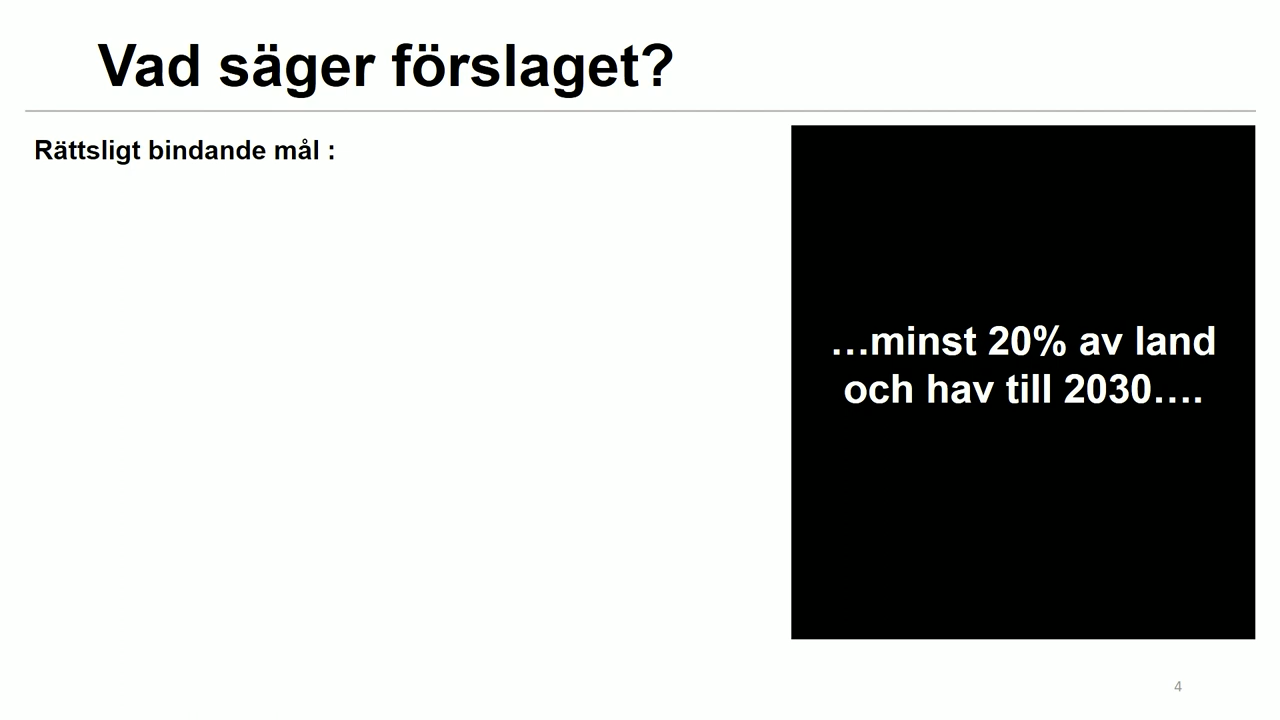 Vad säger förslaget?
Rättsligt bindande mål :
…minst 20% av land
och hav till 2030….
4